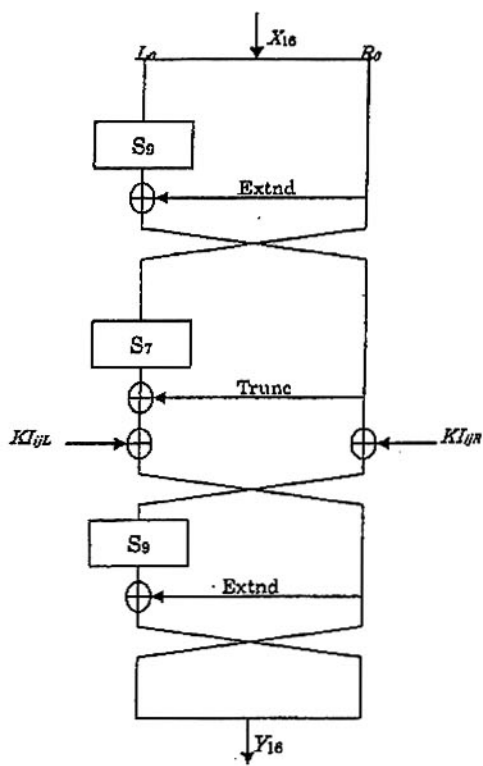 X16
L0 R0
S9
Extnd
S7
Trunc
KIijL KIijR
S9
Extnd
Y16